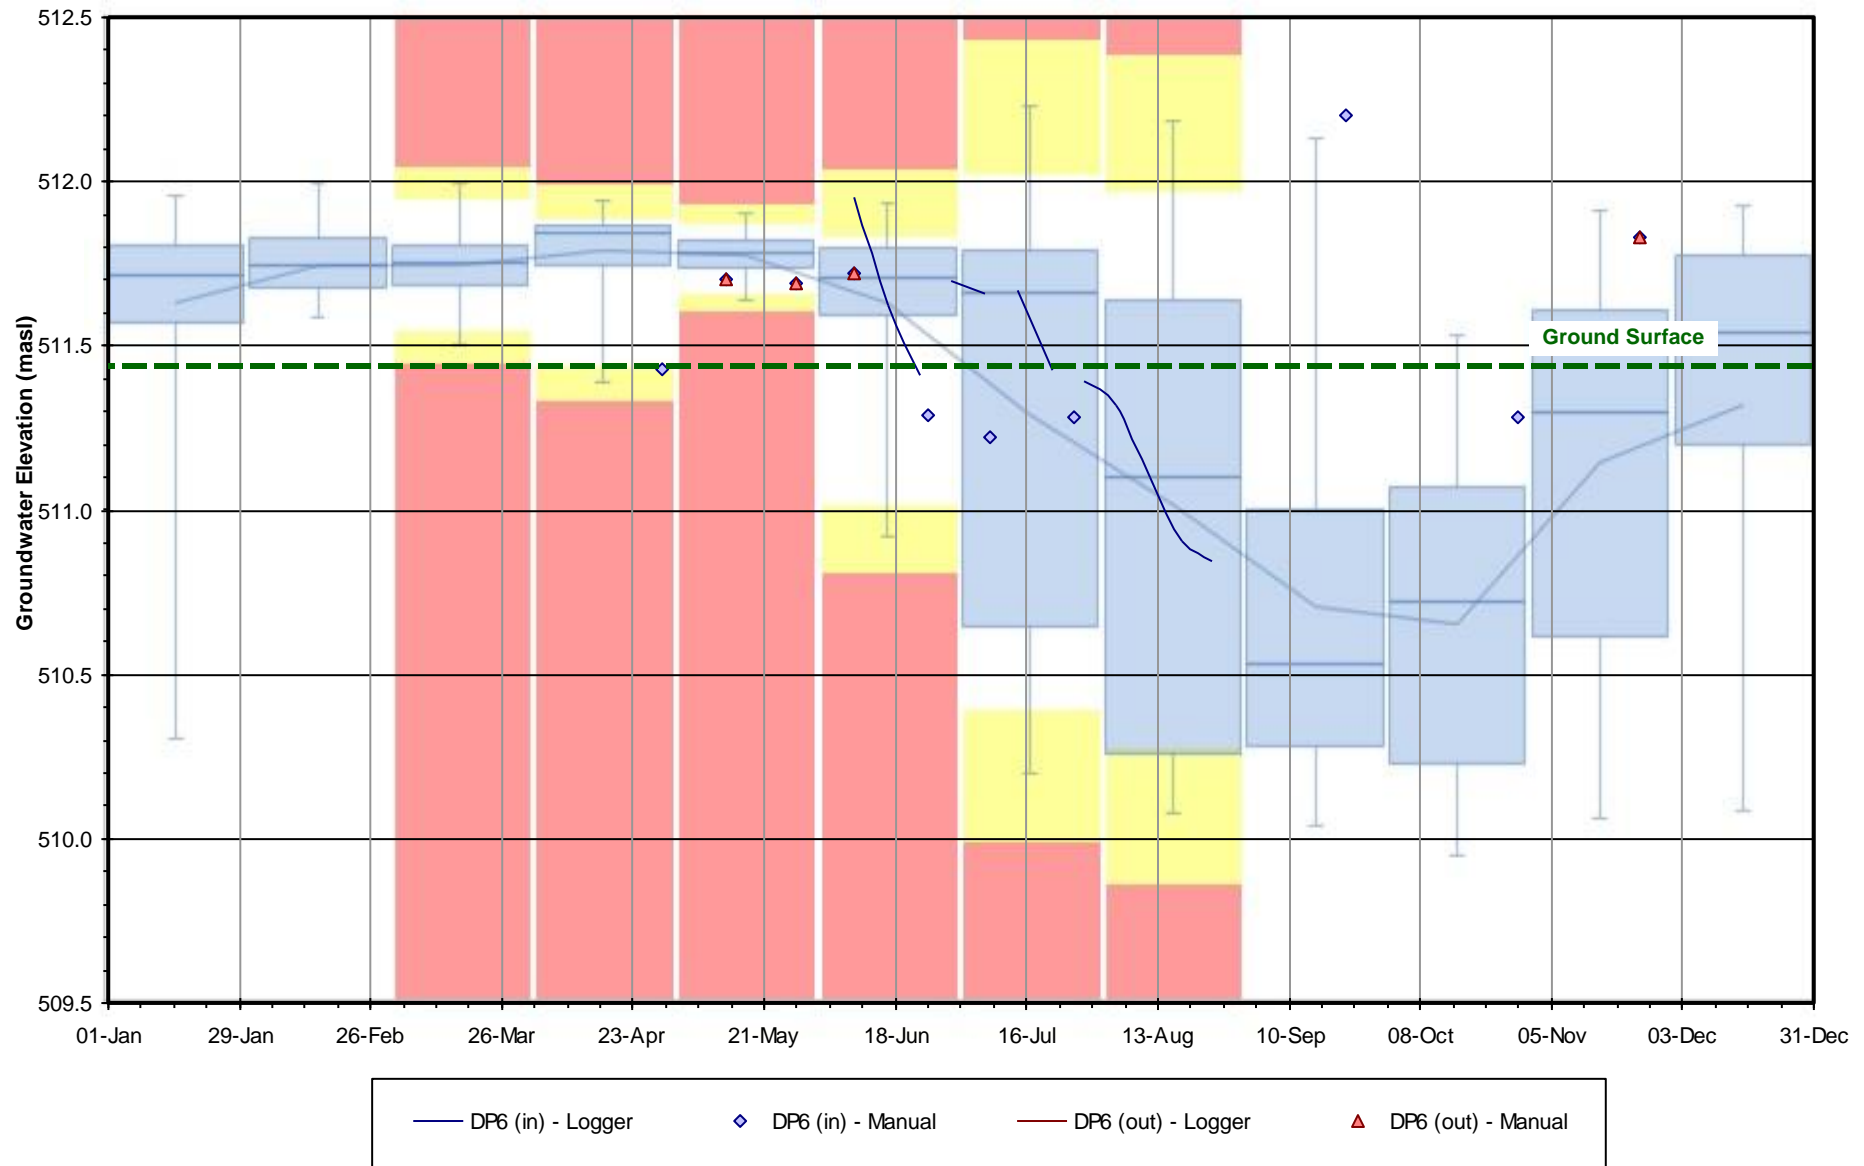 512.5
512.0
511.5
511.0
510.5
510.0
509.5
Groundwater Elevation (masl)
Ground Surface
01-Jan 29-Jan 26-Feb 26-Mar 23-Apr 21-May 18-Jun 16-Jul 13-Aug 10-Sep 08-Oct 05-Nov 03-Dec 31-Dec
DP6 (in) - Logger DP6 (in) - Manual DP6 (out) - Logger DP6 (out) - Manual